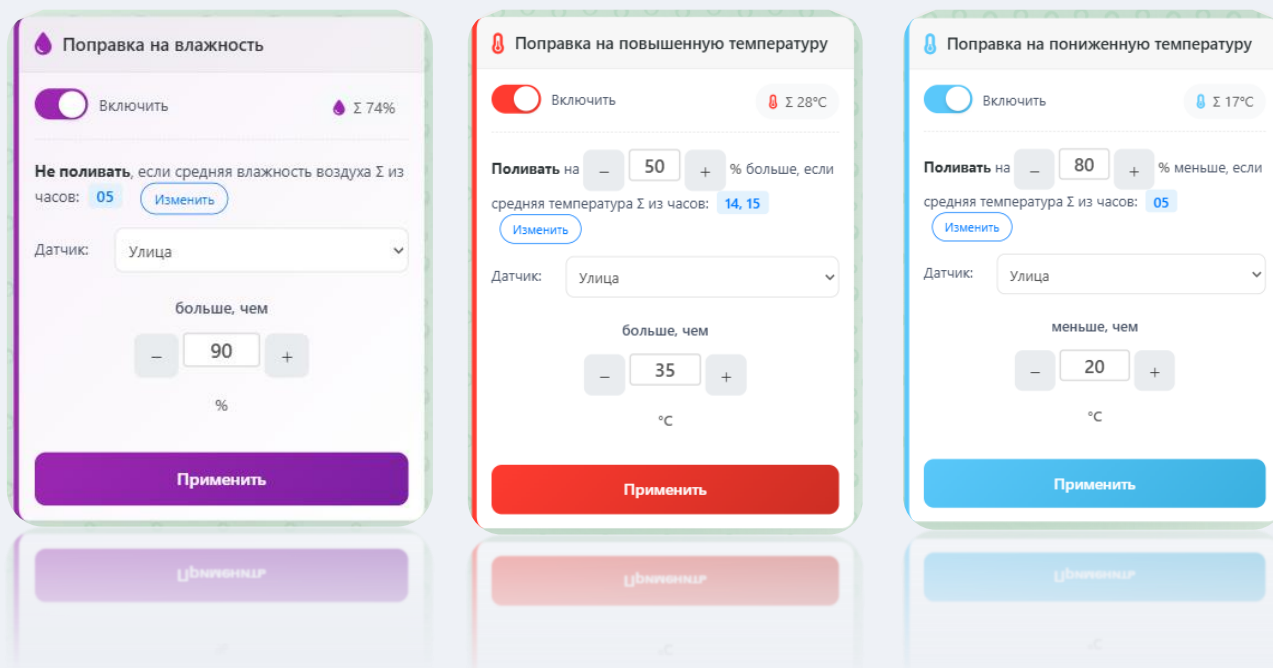 Поправка на влажность
Включить
Σ 74%
Не поливать, если средняя влажность воздуха Σ из
часов: 05 Изменить
Датчик: Улица
больше, чем
– 90 +
%
Применить
Поправка на повышенную температуру
Включить
Σ 28°C
Поливать на – 50 + % больше, если
средняя температура Σ из часов: 14, 15
Изменить
Датчик: Улица
больше, чем
– 35 +
°C
Применить
Поправка на пониженную температуру
Включить
Σ 17°C
Поливать на – 80 + % меньше, если
средняя температура Σ из часов: 05
Изменить
Датчик: Улица
меньше, чем
– 20 +
°C
Применить